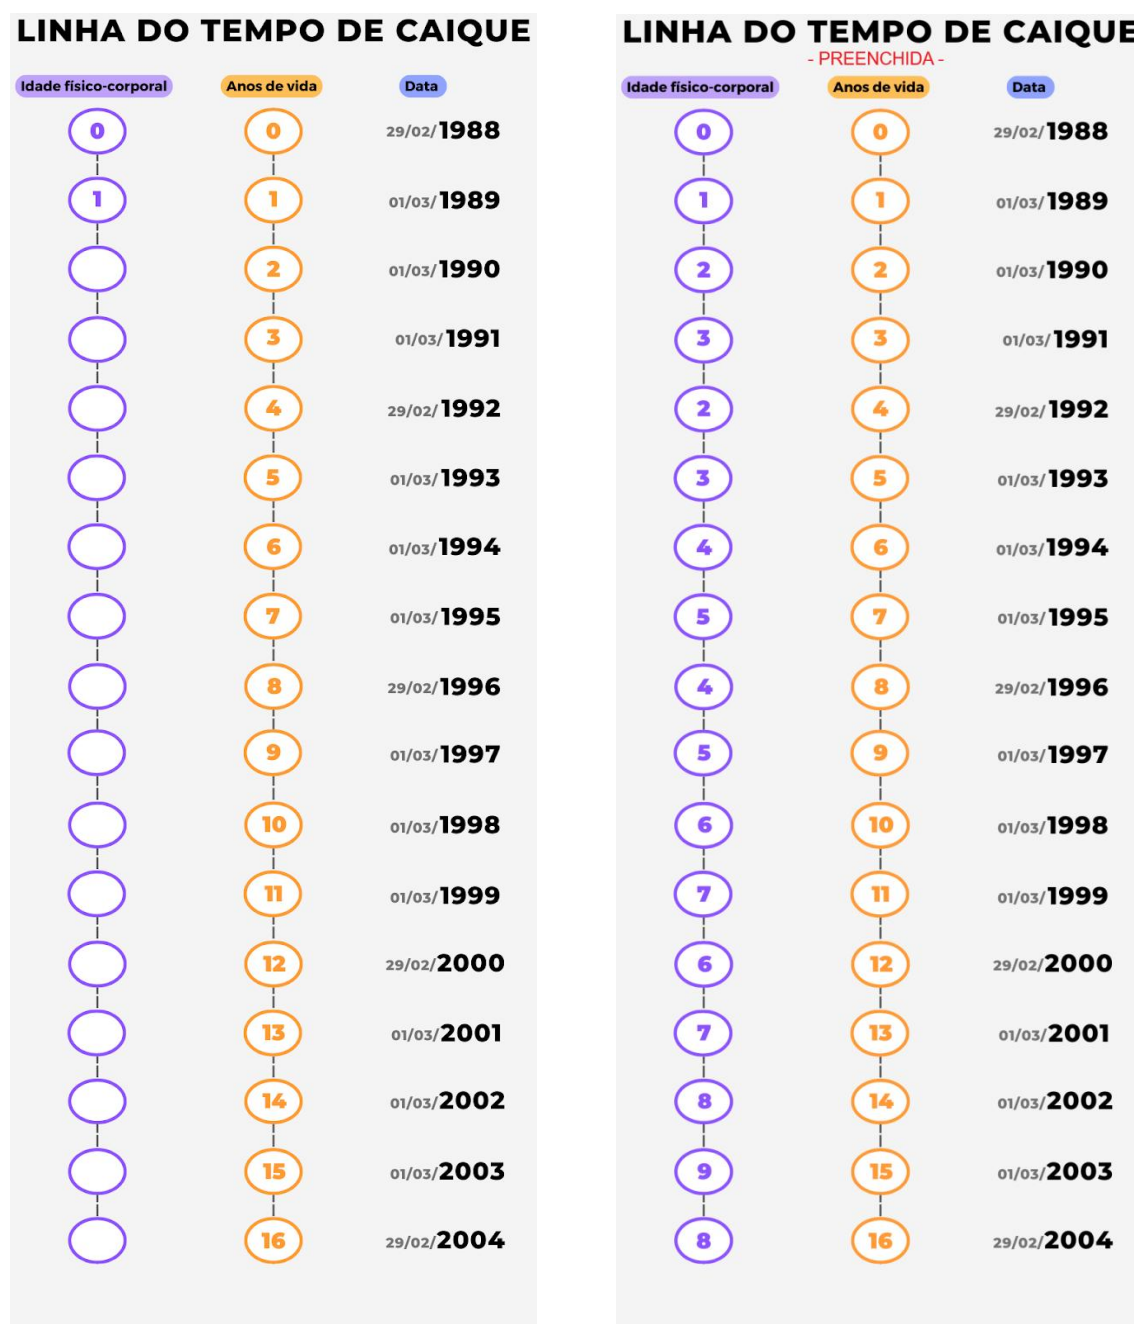 LINHA DO TEMPO DE CAIQUE
Idade físico-corporal Anos de vida Data
0 0 29/02/1988
1 1 01/03/1989
2 01/03/1990
3 01/03/1991
4 29/02/1992
5 01/03/1993
6 01/03/1994
7 01/03/1995
8 29/02/1996
9 01/03/1997
10 01/03/1998
11 01/03/1999
12 29/02/2000
13 01/03/2001
14 01/03/2002
15 01/03/2003
16 29/02/2004
LINHA DO TEMPO DE CAIQUE
- PREENCHIDA -
Idade físico-corporal Anos de vida Data
0 0 29/02/1988
1 1 01/03/1989
2 2 01/03/1990
3 3 01/03/1991
2 4 29/02/1992
3 5 01/03/1993
4 6 01/03/1994
5 7 01/03/1995
4 8 29/02/1996
5 9 01/03/1997
6 10 01/03/1998
7 11 01/03/1999
6 12 29/02/2000
7 13 01/03/2001
8 14 01/03/2002
9 15 01/03/2003
8 16 29/02/2004